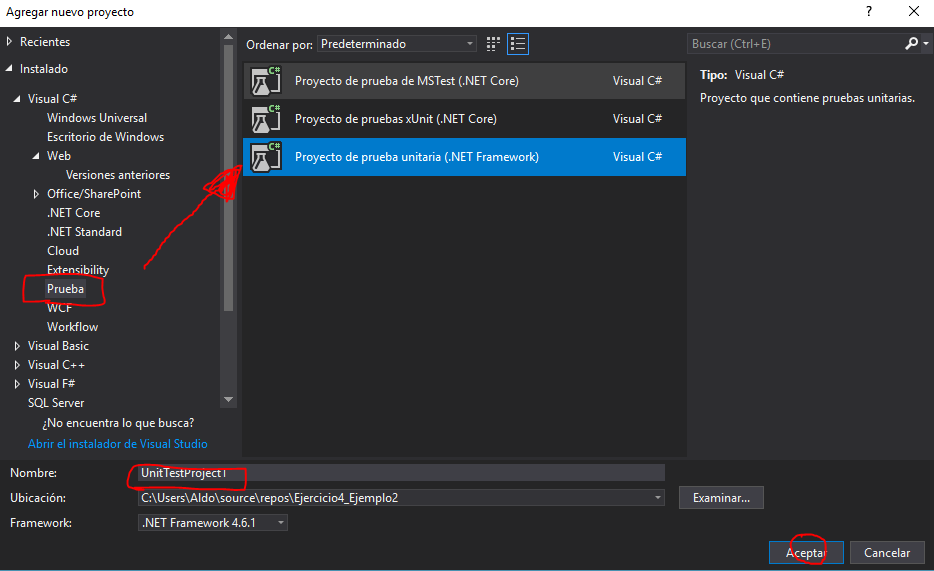 Agregar nuevo proyecto
? 
Recientes
Instalado
Visual C#
Windows Universal
Escritorio de Windows
Web
Versiones anteriores
Office/SharePoint
.NET Core
.NET Standard
Cloud
Extensibility
Prueba
WCF
Workflow
Visual Basic
Visual C++
Visual F#
SQL Server
¿No encuentra lo que busca?
Abrir el instalador de Visual Studio
Ordenar por: Predeterminado
C# Proyecto de prueba de MSTest (.NET Core) Visual C#
C# Proyecto de pruebas xUnit (.NET Core) Visual C#
C# Proyecto de prueba unitaria (.NET Framework) Visual C#
Buscar (Ctrl+E)
Tipo: Visual C#
Proyecto que contiene pruebas unitarias.
Nombre: UnitTestProject1
Ubicación: C:\Users\Aldo\source\repos\Ejercicio4_Ejemplo2 Examinar...
Framework: .NET Framework 4.6.1
Aceptar Cancelar